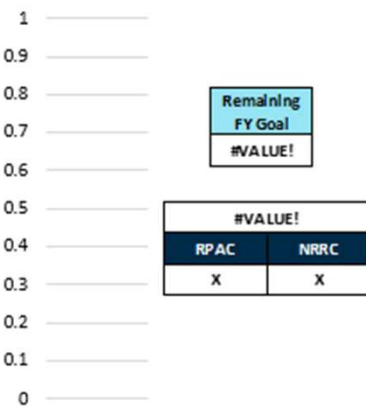 1
0.9
0.8
0.7
0.6
0.5
0.4
0.3
0.2
0.1
0
Remaining
FY Goal
#VALUE!
#VALUE!
RPAC NRRC
X X